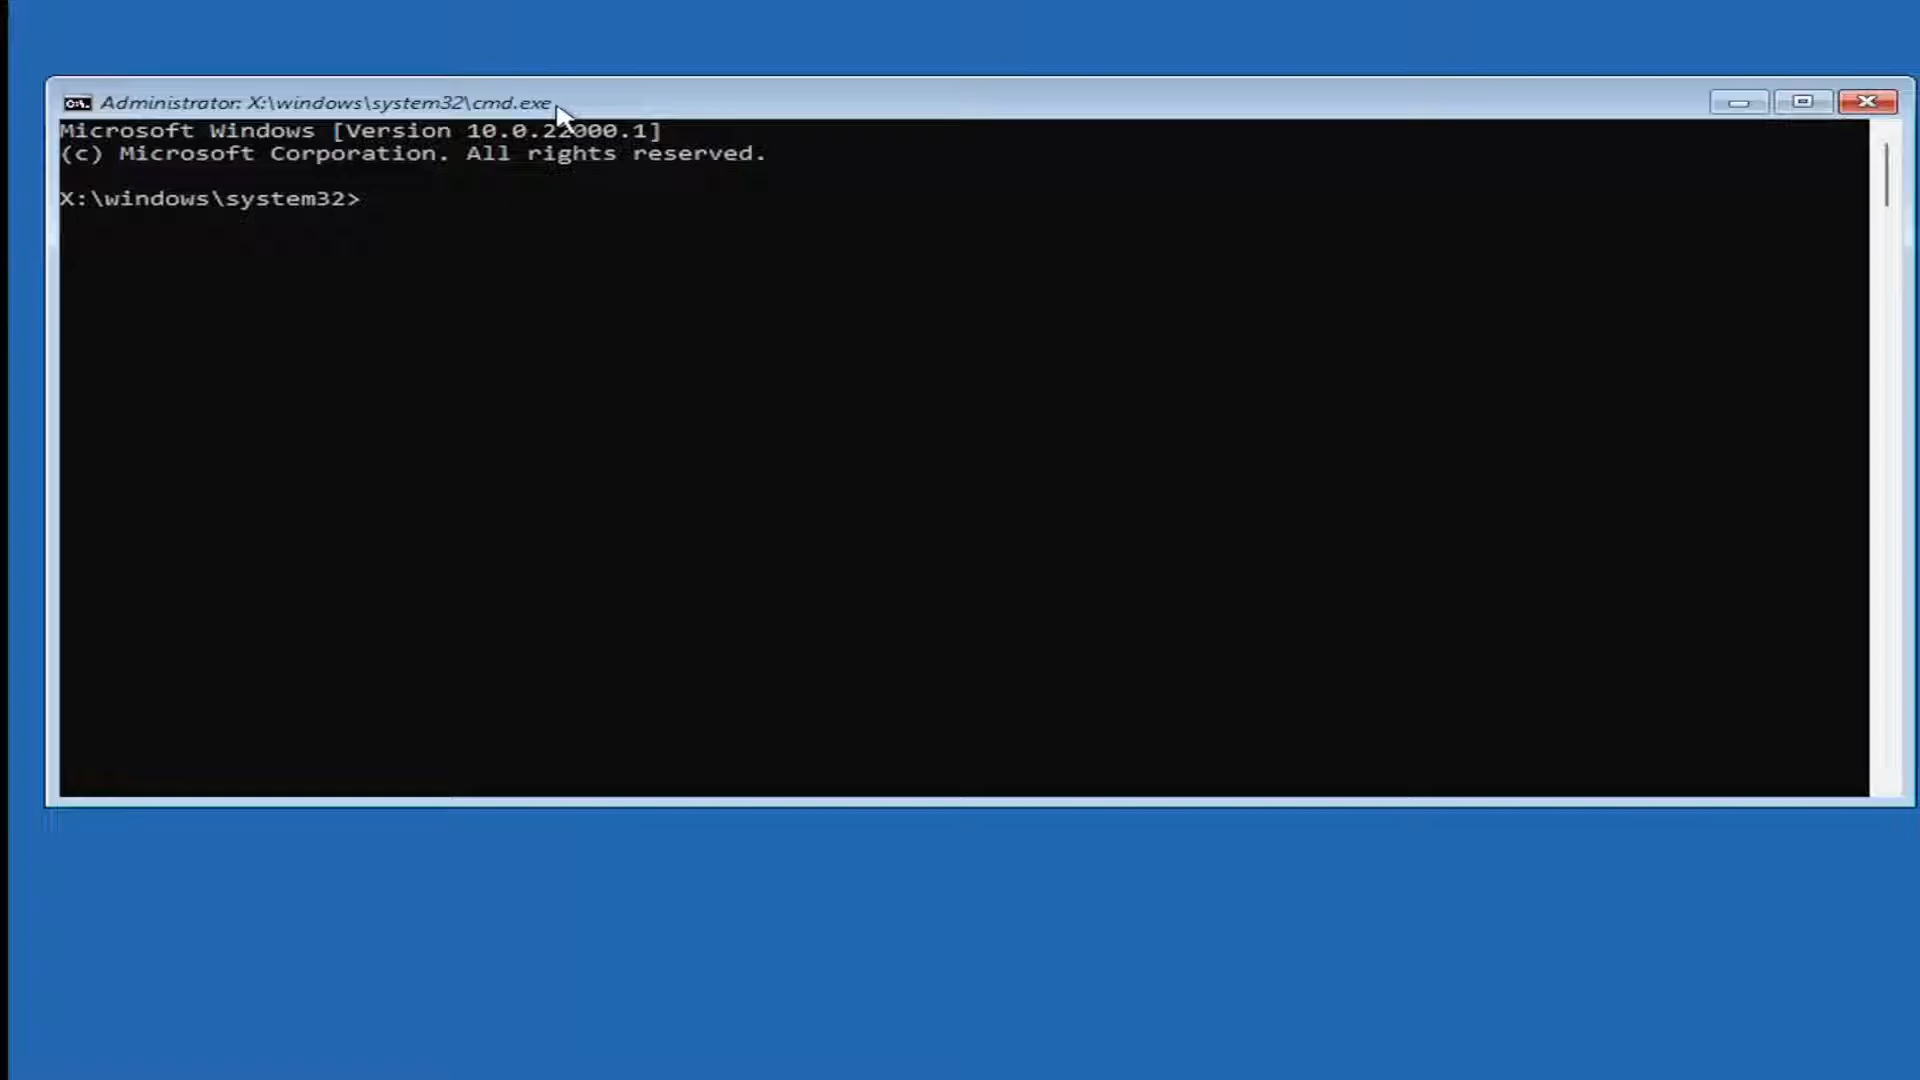 Administrator: X:\windows\system32\cmd.exe
Microsoft Windows [Version 10.0.22000.1]
(c) Microsoft Corporation. All rights reserved.
X:\windows\system32>